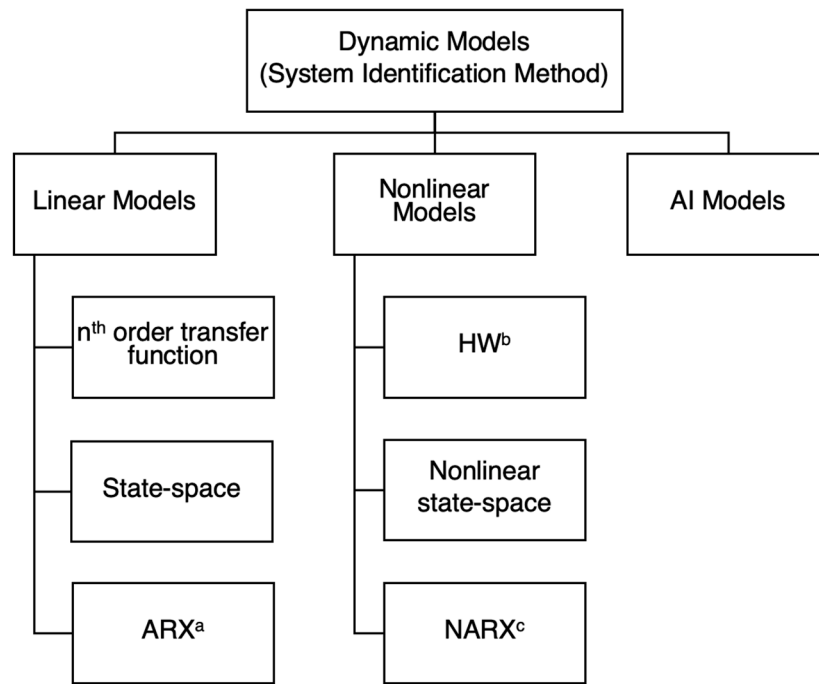 Dynamic Models
(System Identification Method)
Linear Models
Nonlinear
Models
AI Models
nᵗʰ order transfer
function
HWᵇ
State-space
Nonlinear
state-space
ARXᵃ
NARXᶜ